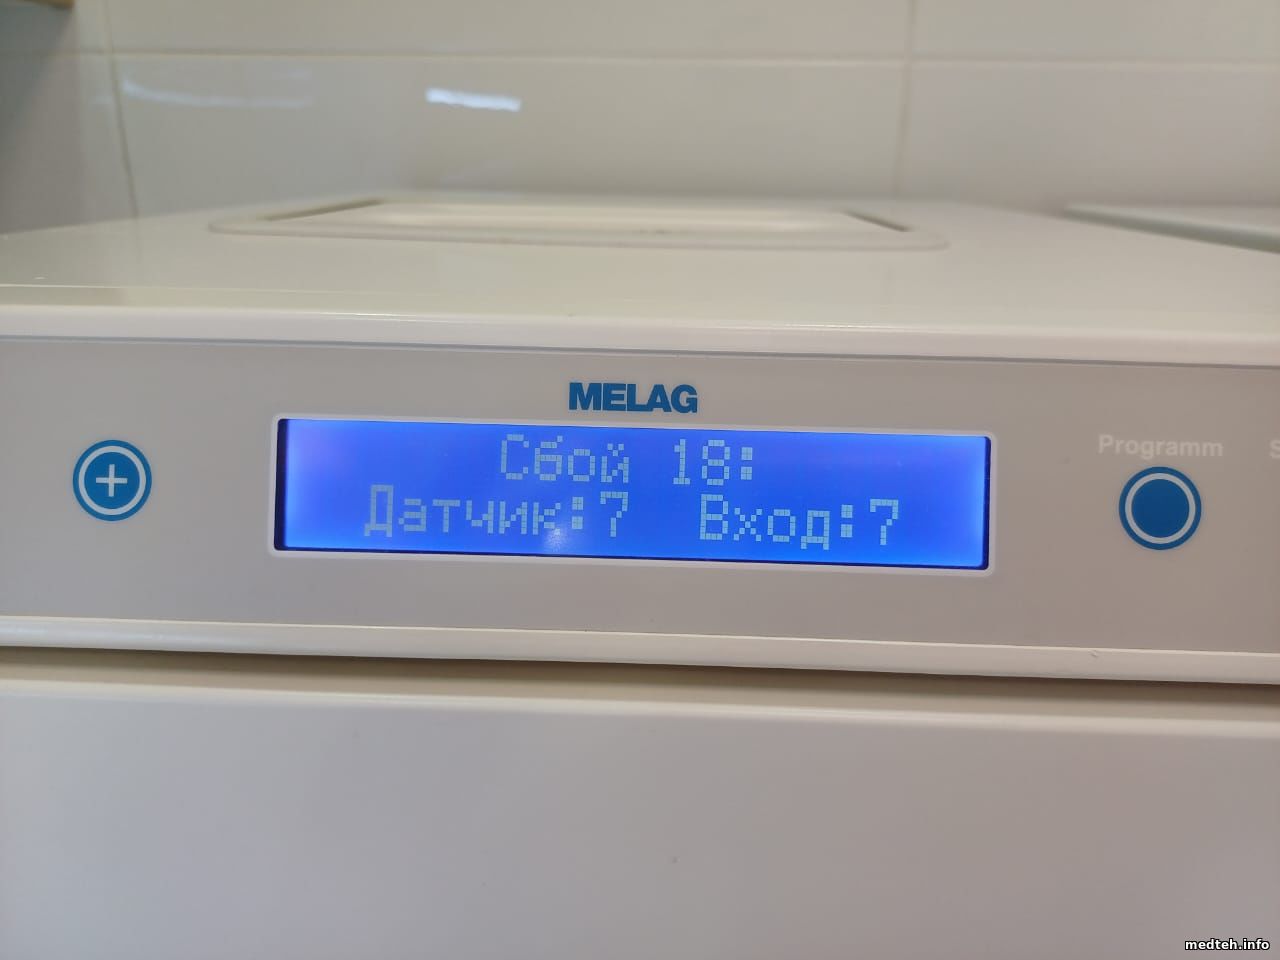 MELAG
Сбой 18:
Датчик:7 Вход:7
Programm
S
medteh.info